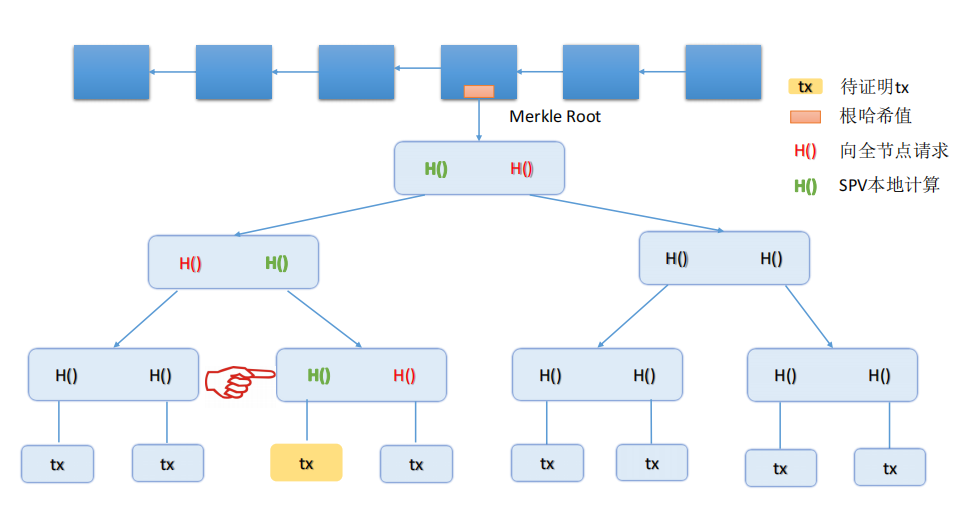 Merkle Root
tx 待证明tx
根哈希值
H() 向全节点请求
H() SPV本地计算
H() H()
H() H() H() H()
H() H() H() H() H() H() H() H()
tx tx tx tx tx tx tx tx